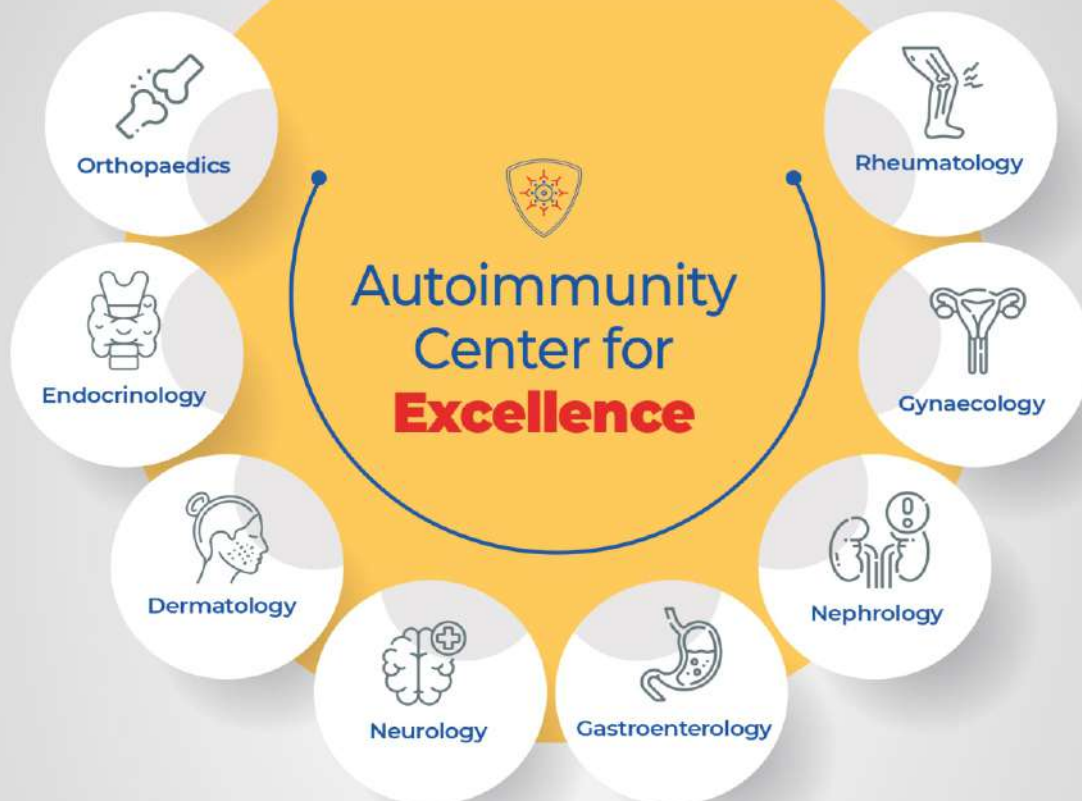 Orthopaedics
Rheumatology
Autoimmunity
Center for
Excellence
Endocrinology
Gynaecology
Dermatology
Nephrology
Neurology
Gastroenterology